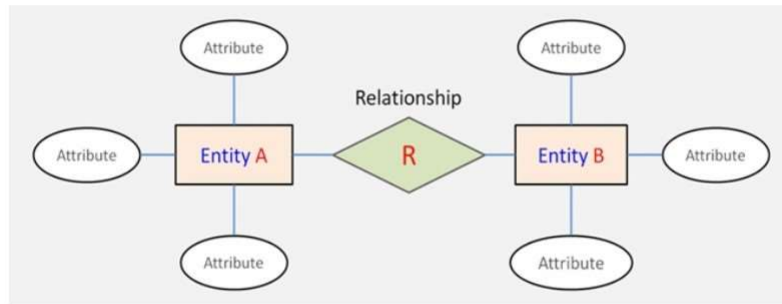 Attribute
Attribute
Relationship
Attribute
Entity A
R
Entity B
Attribute
Attribute
Attribute